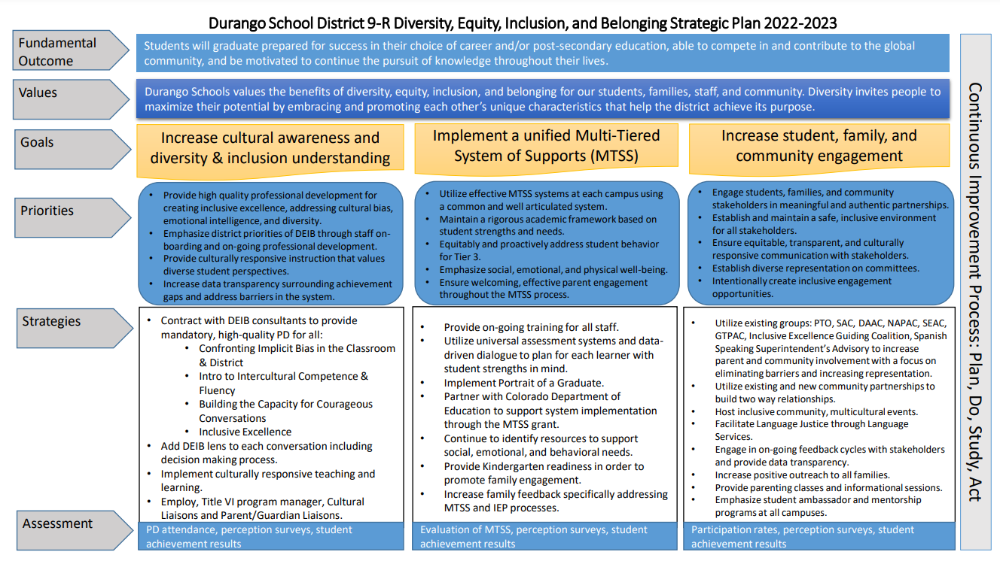 Durango School District 9-R Diversity, Equity, Inclusion, and Belonging Strategic Plan 2022-2023
Fundamental
Outcome
Students will graduate prepared for success in their choice of career and/or post-secondary education, able to compete in and contribute to the global
community, and be motivated to continue the pursuit of knowledge throughout their lives.
Values
Durango Schools values the benefits of diversity, equity, inclusion, and belonging for our students, families, staff, and community. Diversity invites people to
maximize their potential by embracing and promoting each other's unique characteristics that help the district achieve its purpose.
Goals
Increase cultural awareness and
diversity & inclusion understanding
Implement a unified Multi-Tiered
System of Supports (MTSS)
Increase student, family, and
community engagement
Priorities
• Provide high quality professional development for
creating inclusive excellence, addressing cultural bias,
emotional intelligence, and diversity.
• Emphasize district priorities of DEIB through staff on-
boarding and on-going professional development.
• Provide culturally responsive instruction that values
diverse student perspectives.
• Increase data transparency surrounding achievement
gaps and address barriers in the system.
• Utilize effective MTSS systems at each campus using
a common and well articulated system.
• Maintain a rigorous academic framework based on
student strengths and needs.
• Equitably and proactively address student behavior
for Tier 3.
• Emphasize social, emotional, and physical well-being.
• Ensure welcoming, effective parent engagement
throughout the MTSS process.
• Engage students, families, and community
stakeholders in meaningful and authentic partnerships.
• Establish and maintain a safe, inclusive environment
for all stakeholders.
• Ensure equitable, transparent, and culturally
responsive communication with stakeholders.
• Establish diverse representation on committees.
• Intentionally create inclusive engagement
opportunities.
Strategies
• Contract with DEIB consultants to provide
mandatory, high-quality PD for all:
• Confronting Implicit Bias in the Classroom
& District
• Intro to Intercultural Competence &
Fluency
• Building the Capacity for Courageous
Conversations
• Inclusive Excellence
• Add DEIB lens to each conversation including
decision making process.
• Implement culturally responsive teaching and
learning.
• Employ, Title VI program manager, Cultural
Liaisons and Parent/Guardian Liaisons.
• Provide on-going training for all staff.
• Utilize universal assessment systems and data-
driven dialogue to plan for each learner with
student strengths in mind.
• Implement Portrait of a Graduate.
• Partner with Colorado Department of
Education to support system implementation
through the MTSS grant.
• Continue to identify resources to support
social, emotional, and behavioral needs.
• Provide Kindergarten readiness in order to
promote family engagement.
• Increase family feedback specifically addressing
MTSS and IEP processes.
• Utilize existing groups: PTO, SAC, DAAC, NAPAC, SEAC,
GTPAC, Inclusive Excellence Guiding Coalition, Spanish
Speaking Superintendent's Advisory to increase
parent and community involvement with a focus on
eliminating barriers and increasing representation.
• Utilize existing and new community partnerships to
build two way relationships.
• Host inclusive community, multicultural events.
• Facilitate Language Justice through Language
Services.
• Engage in on-going feedback cycles with stakeholders
and provide data transparency.
• Increase positive outreach to all families.
• Provide parenting classes and informational sessions.
• Emphasize student ambassador and mentorship
programs at all campuses.
Assessment
PD attendance, perception surveys, student
achievement results
Evaluation of MTSS, perception surveys, student
achievement results
Participation rates, perception surveys, student
achievement results
Continuous Improvement Process: Plan, Do, Study, Act